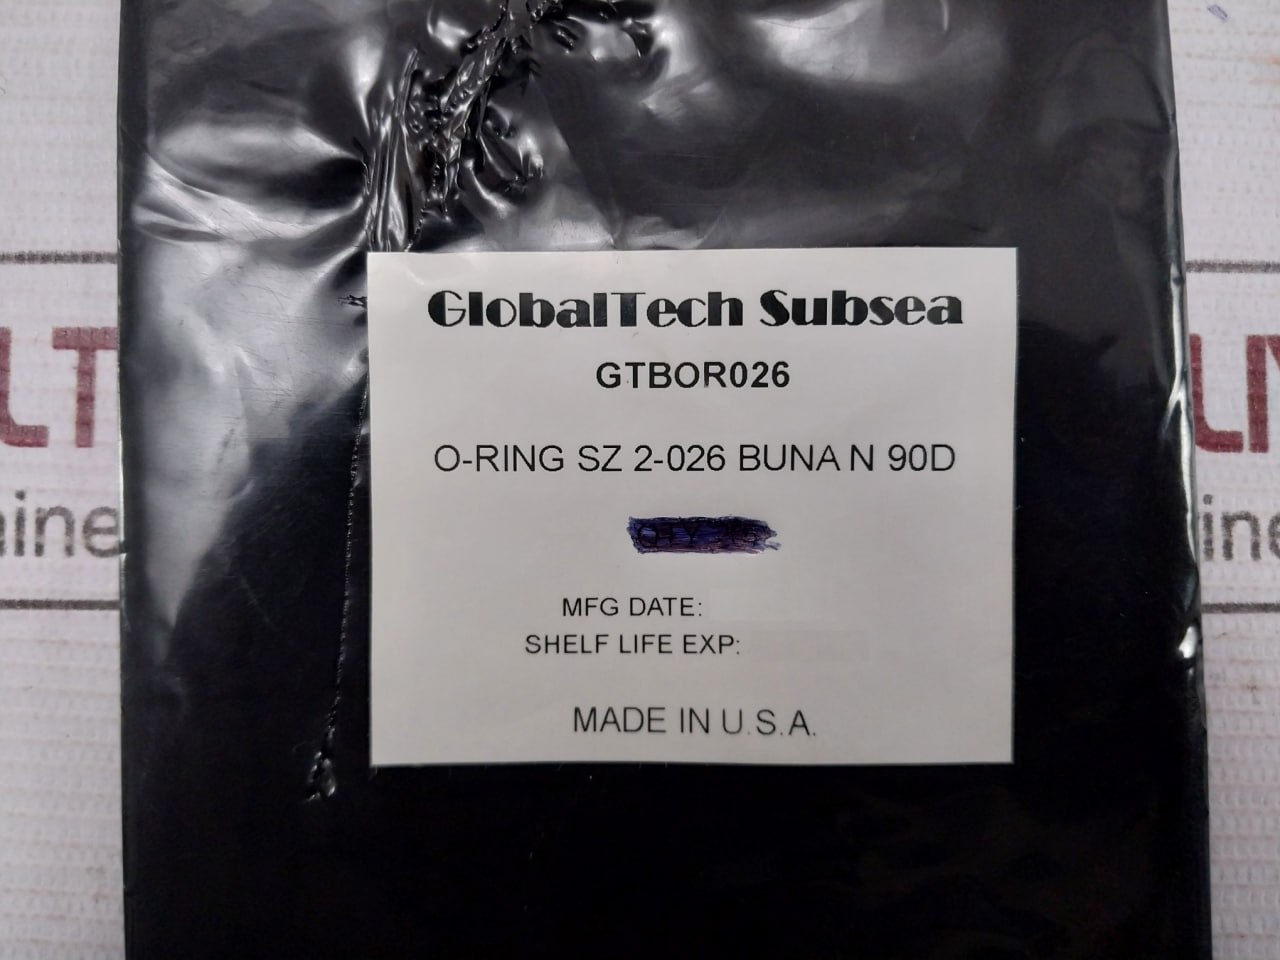 GlobalTech Subsea
GTBOR026
O-RING SZ 2-026 BUNA N 90D
MFG DATE:
SHELF LIFE EXP:
MADE IN U.S.A.